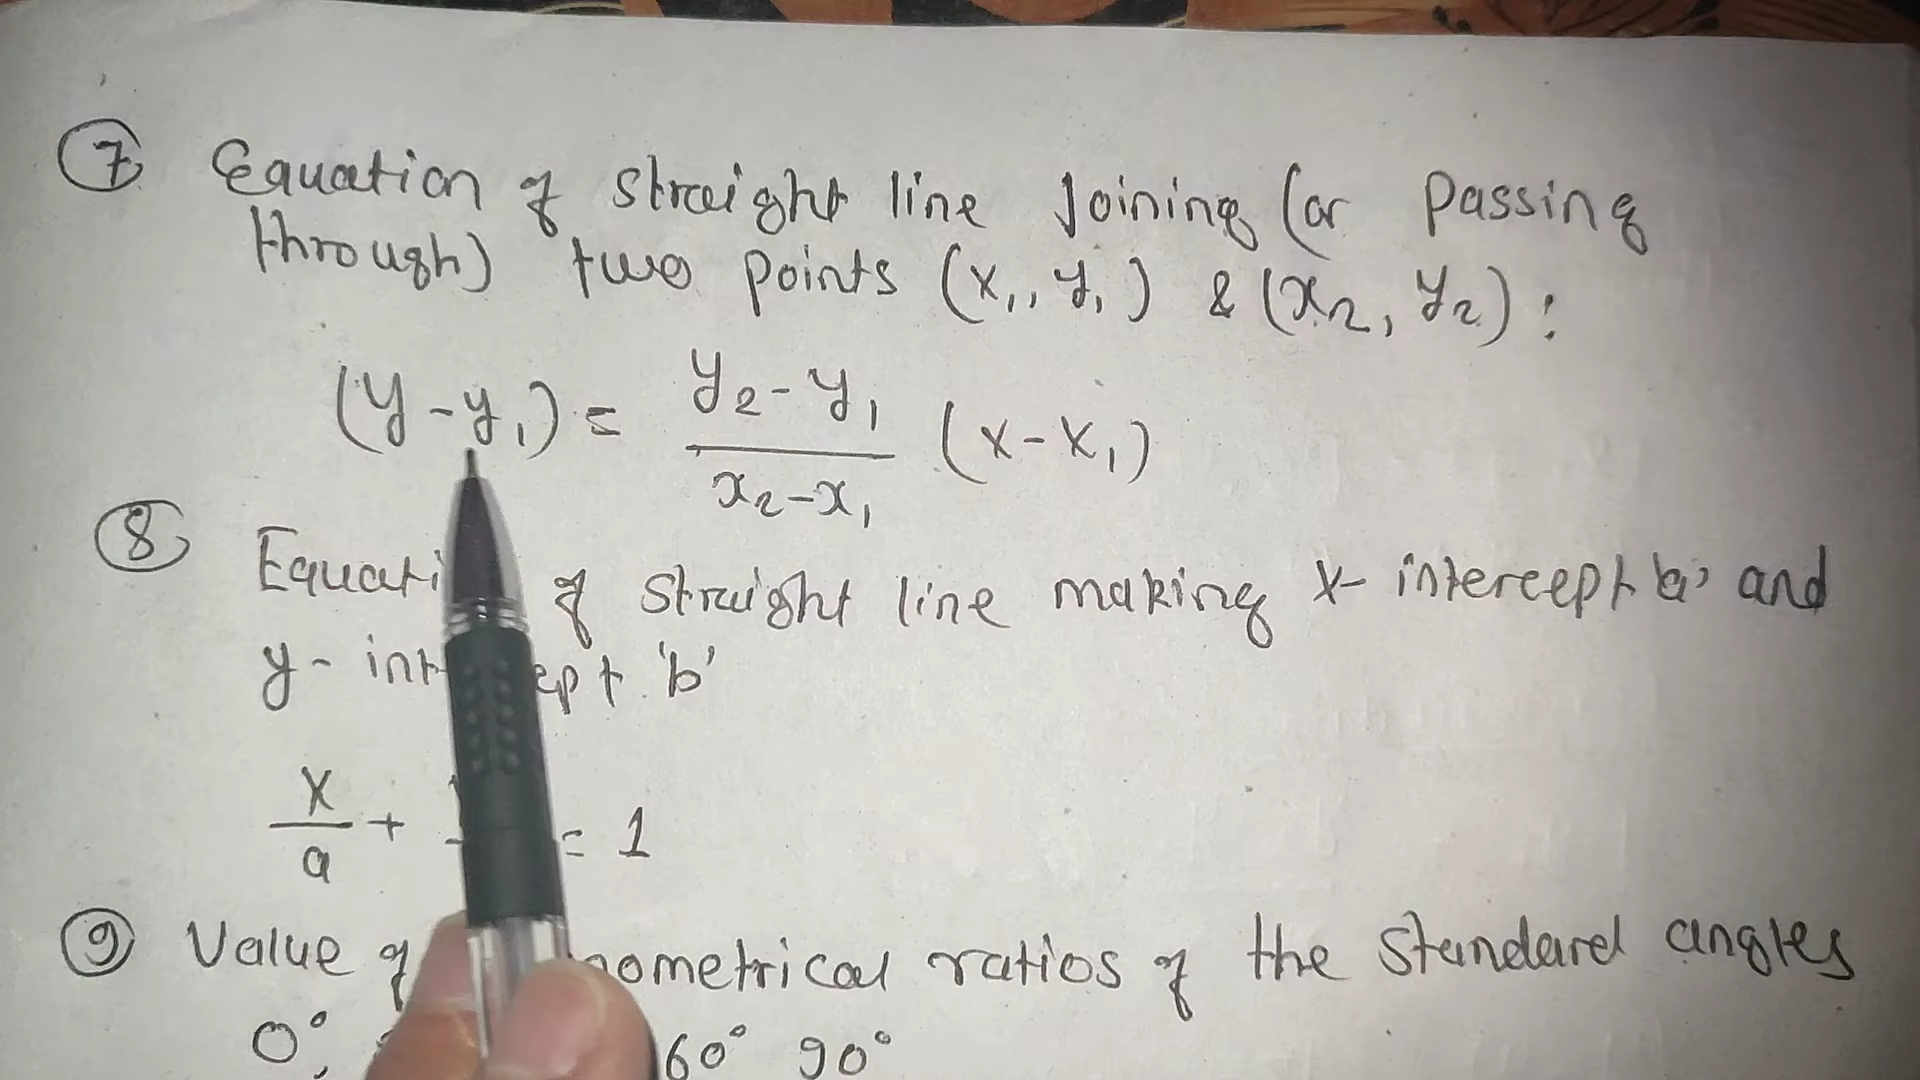 7 Equation of straight line Joining (or passing
through) two points (x₁, y₁) & (x₂, y₂) :
(y - y₁) = y₂ - y₁ / x₂ - x₁ (x - x₁)
8 Equati of straight line making x- intercept 'a' and
y- int ept 'b'
x/a + = 1
9 Value of nometrical ratios of the standard angles
0°, 60° 90°